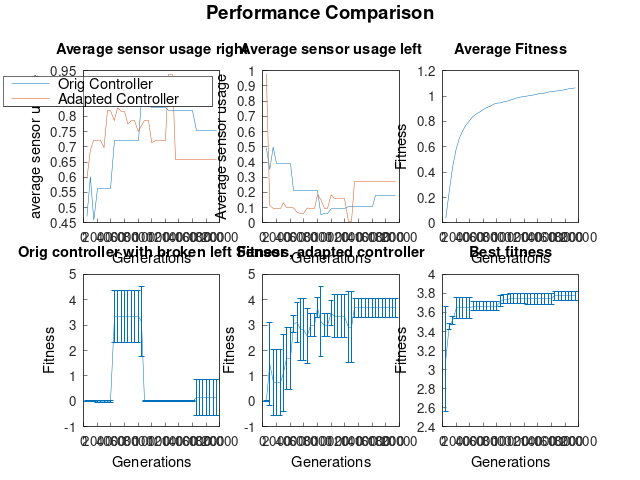 Performance Comparison
Average sensor usage right
Average sensor usage left
Average Fitness
Orig Controller
Adapted Controller
0.95
0.8
0.75
0.7
0.65
0.6
0.55
0.5
0.45
average sensor
Generations
1
0.9
0.8
0.7
0.6
0.5
0.4
0.3
0.2
0.1
0
Average sensor usage
Generations
1.2
1
0.8
0.6
0.4
0.2
0
Fitness
Generations
Orig controller with broken left
Fitness, adapted controller
Best fitness
5
4
3
2
1
0
-1
Fitness
Generations
5
4
3
2
1
0
-1
Fitness
Generations
4
3.8
3.6
3.4
3.2
3
2.8
2.6
2.4
Fitness
Generations